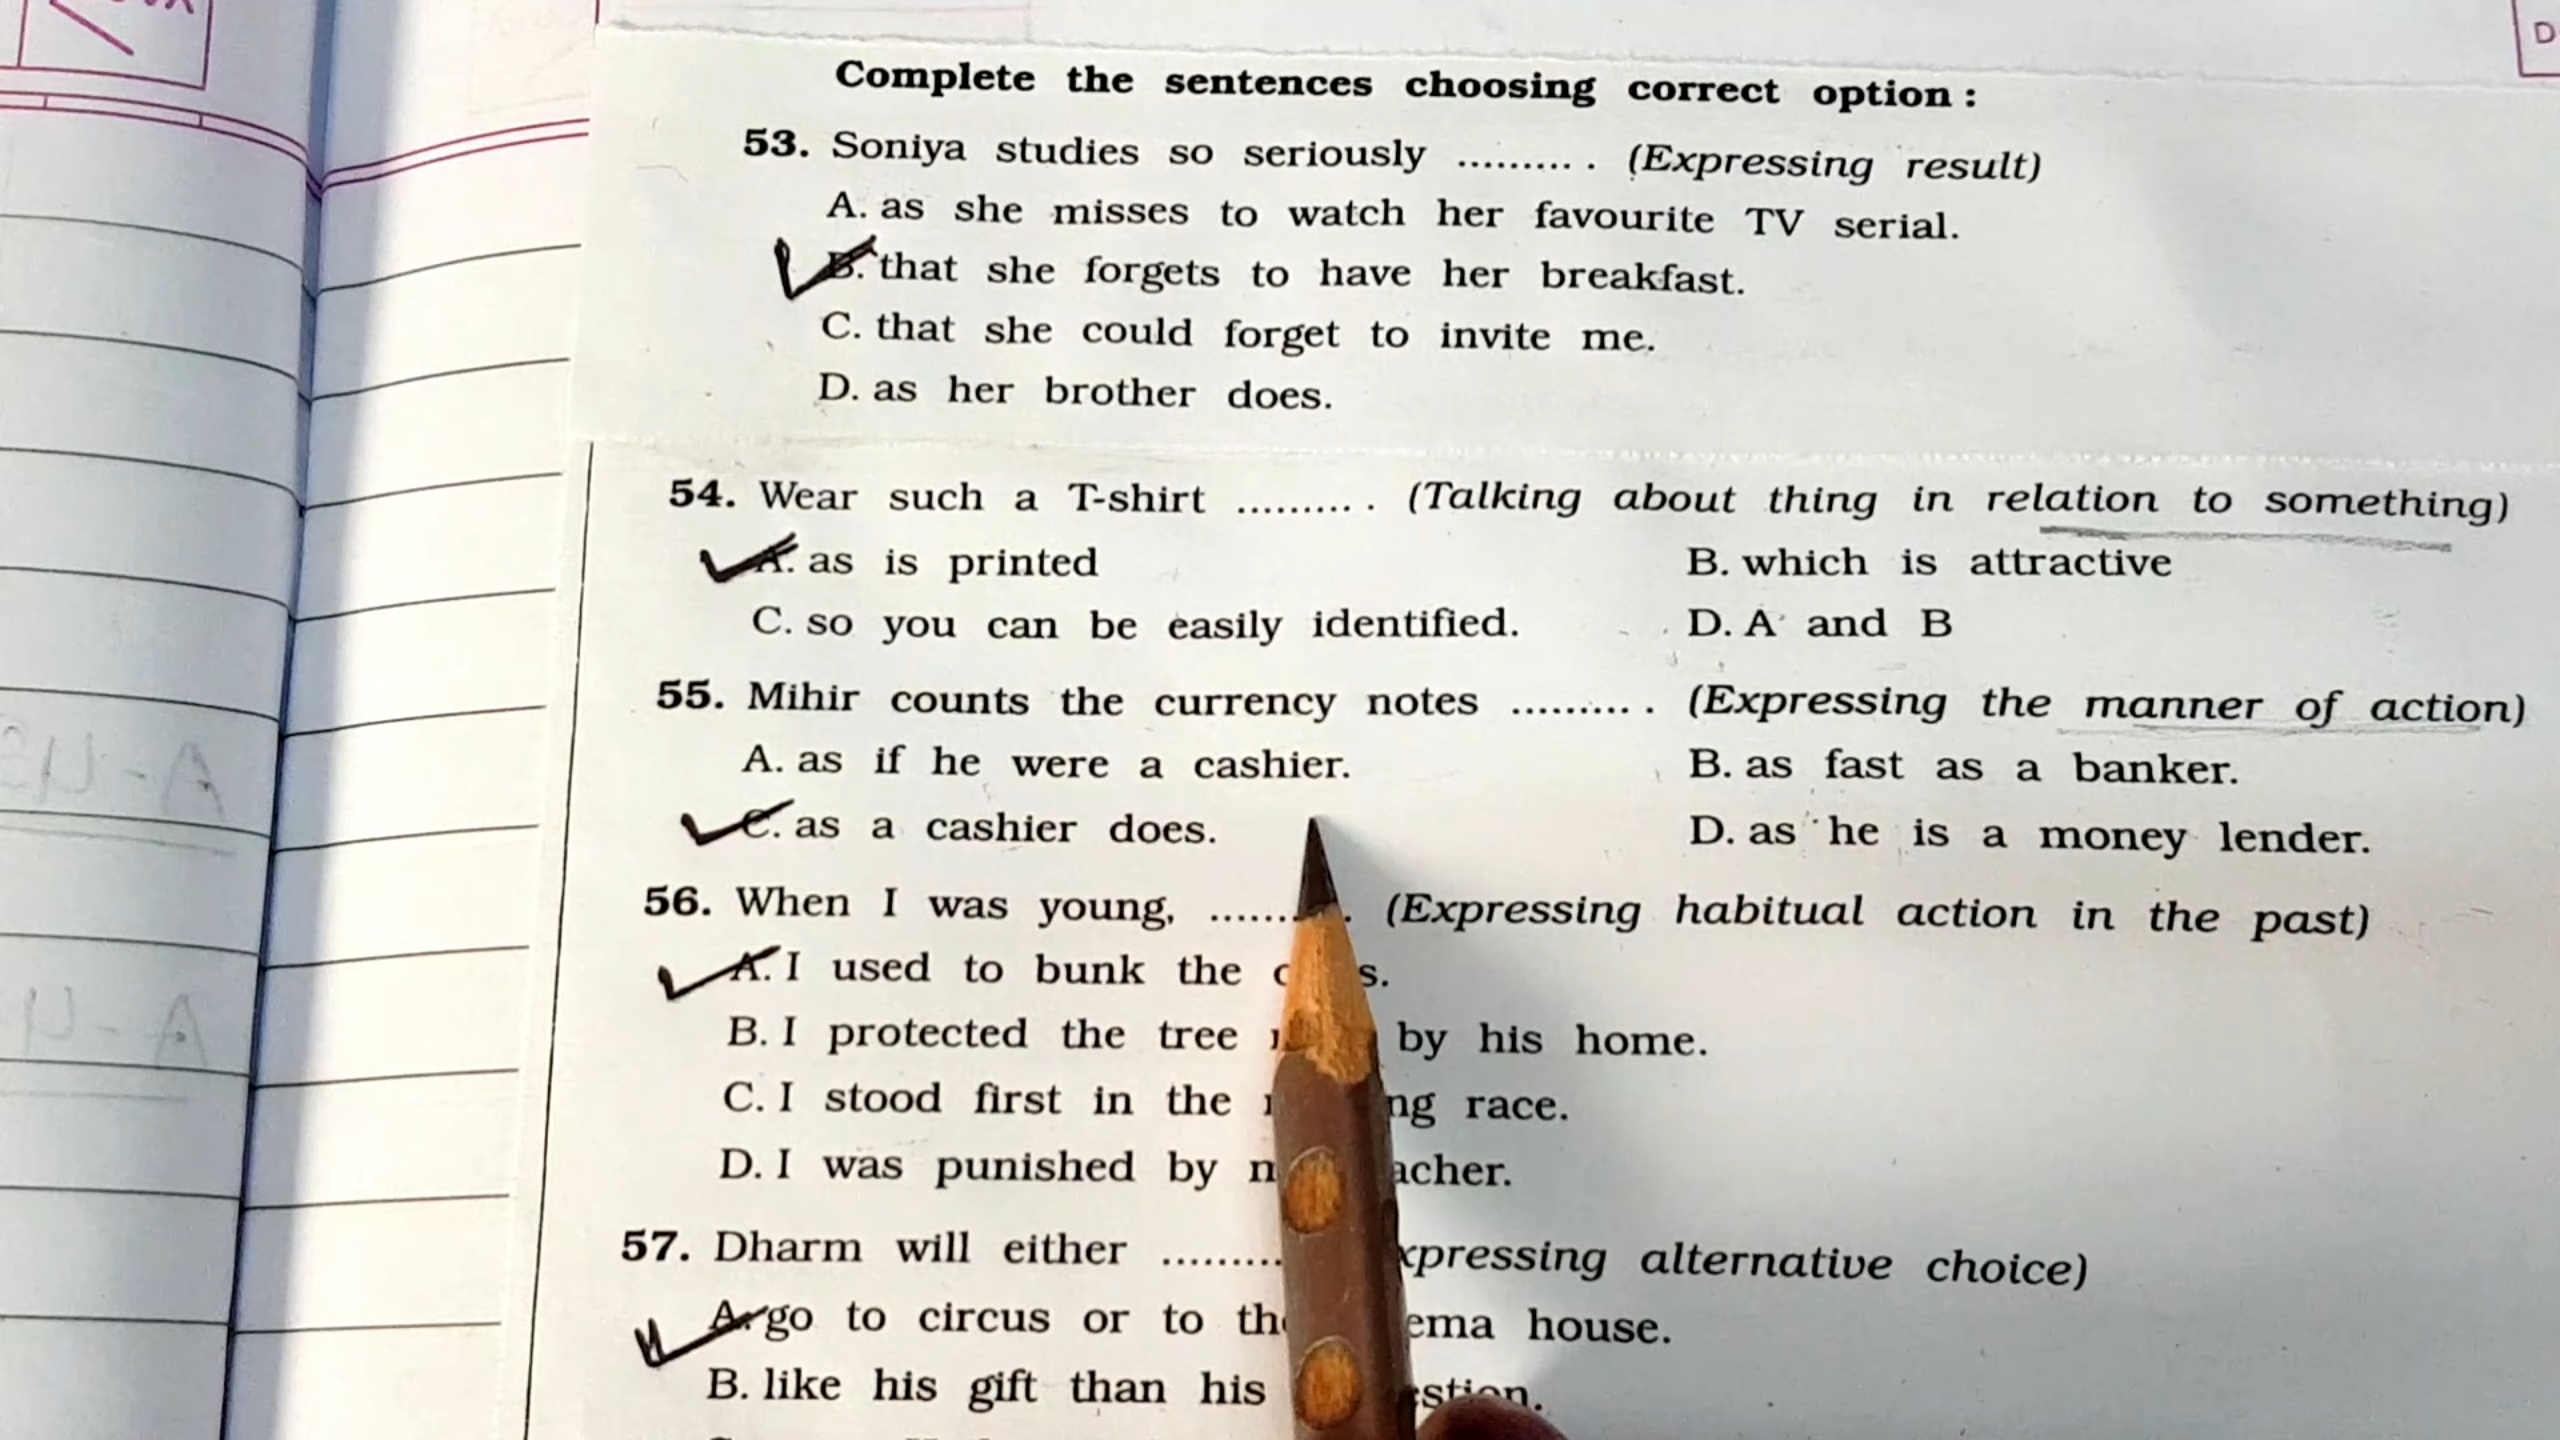 Complete the sentences choosing correct option :
53. Soniya studies so seriously .......... . (Expressing result)
A. as she misses to watch her favourite TV serial.
B. that she forgets to have her breakfast.
C. that she could forget to invite me.
D. as her brother does.
54. Wear such a T-shirt .......... . (Talking about thing in relation to something)
A. as is printed B. which is attractive
C. so you can be easily identified. D. A and B
55. Mihir counts the currency notes .......... . (Expressing the manner of action)
A. as if he were a cashier. B. as fast as a banker.
C. as a cashier does. D. as he is a money lender.
56. When I was young, ....... . (Expressing habitual action in the past)
A. I used to bunk the
B. I protected the tree by his home.
C. I stood first in the race.
D. I was punished by
57. Dharm will either ......... alternative choice)
A. go to circus or to house.
B. like his gift than his